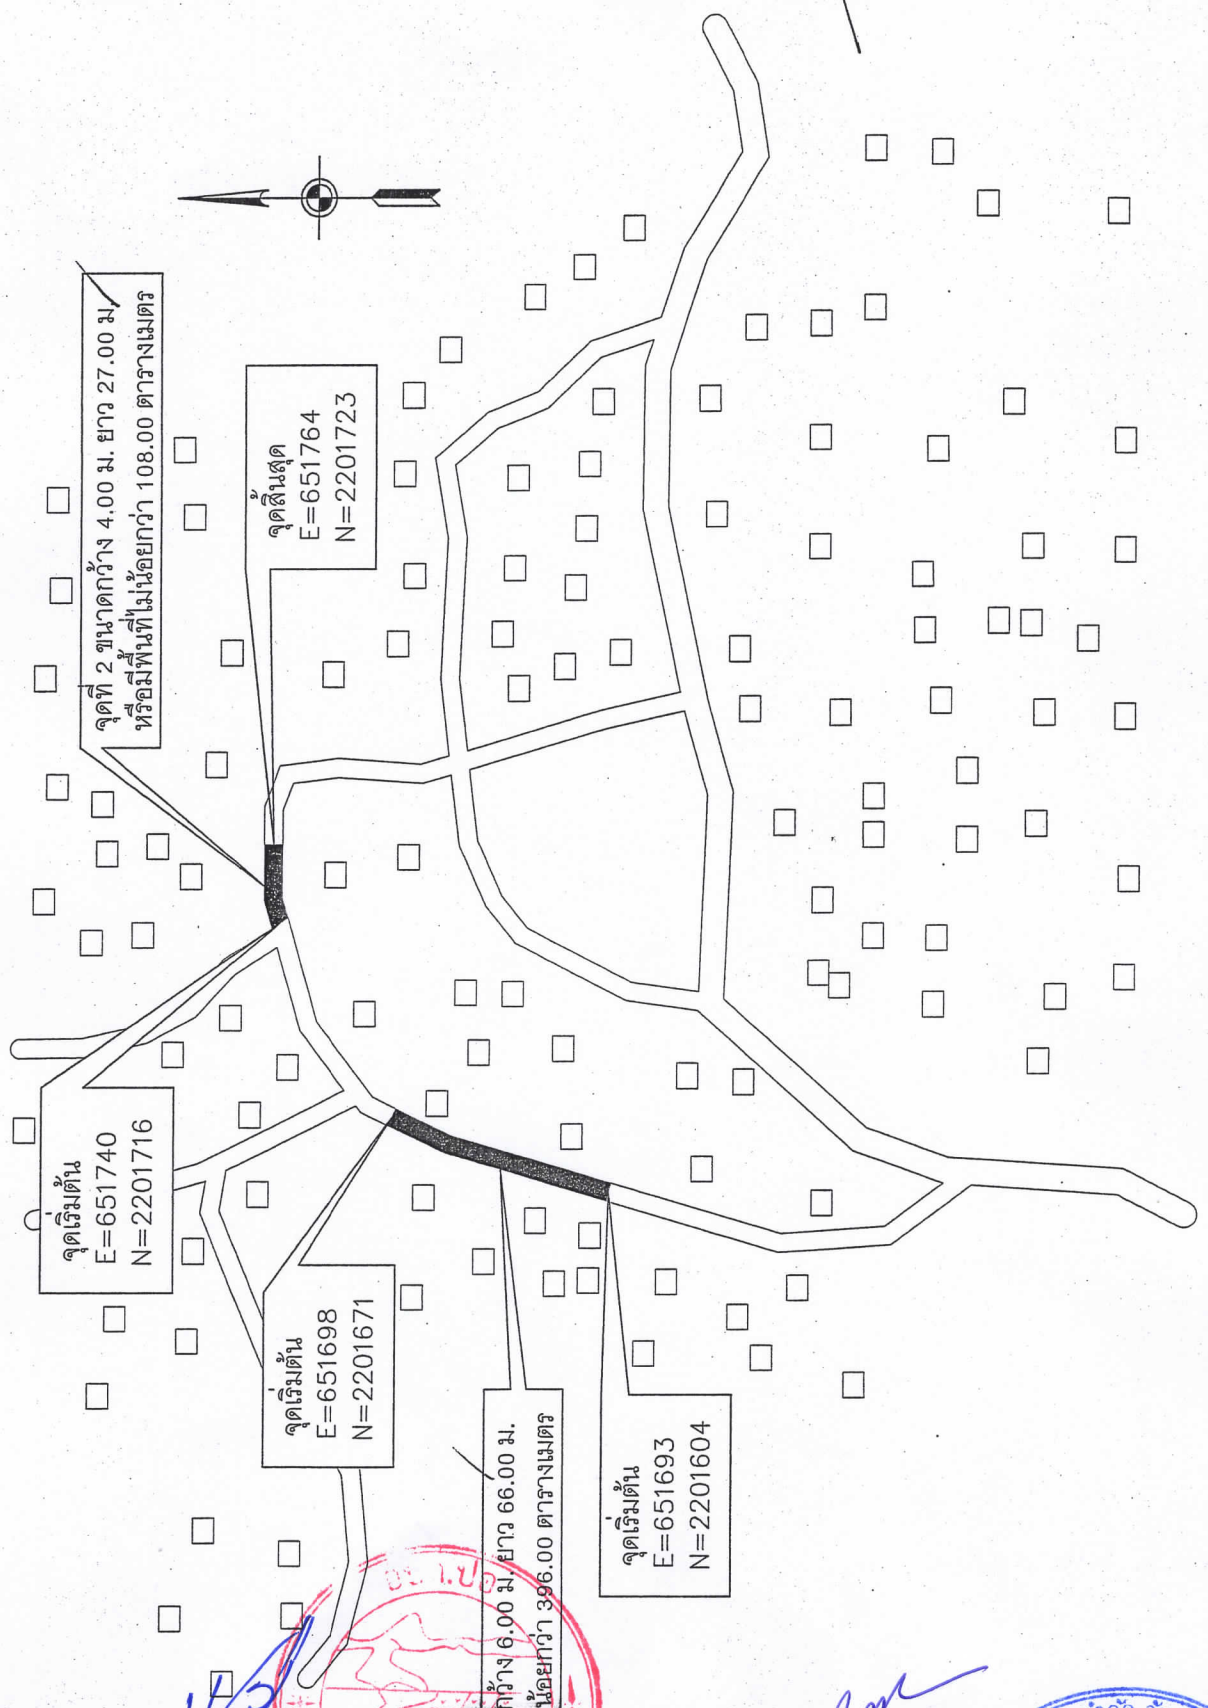 จุดที่ 2 ขนาดกว้าง 4.00 ม. ยาว 27.00 ม.
หรือมีพื้นที่ไม่น้อยกว่า 108.00 ตารางเมตร
จุดสิ้นสุด
E=651764
N=2201723
จุดเริ่มต้น
E=651740
N=2201716
จุดเริ่มต้น
E=651698
N=2201671
กว้าง 6.00 ม. ยาว 66.00 ม.
น้อยกว่า 396.00 ตารางเมตร
จุดเริ่มต้น
E=651693
N=2201604